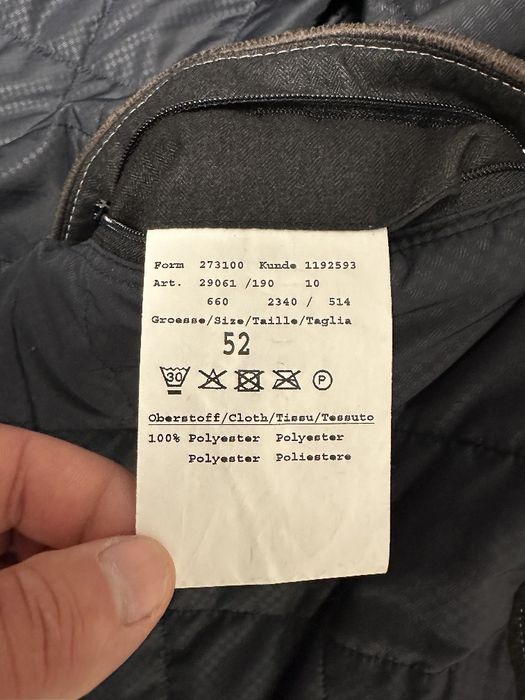 Form 273100 Kunde 1192593
Art. 29061 /190 10
660 2340 / 514
Groesse/Size/Taille/Taglia
52
30 P
Oberstoff/Cloth/Tissu/Tessuto
100% Polyester Polyester
Polyester Poliestere